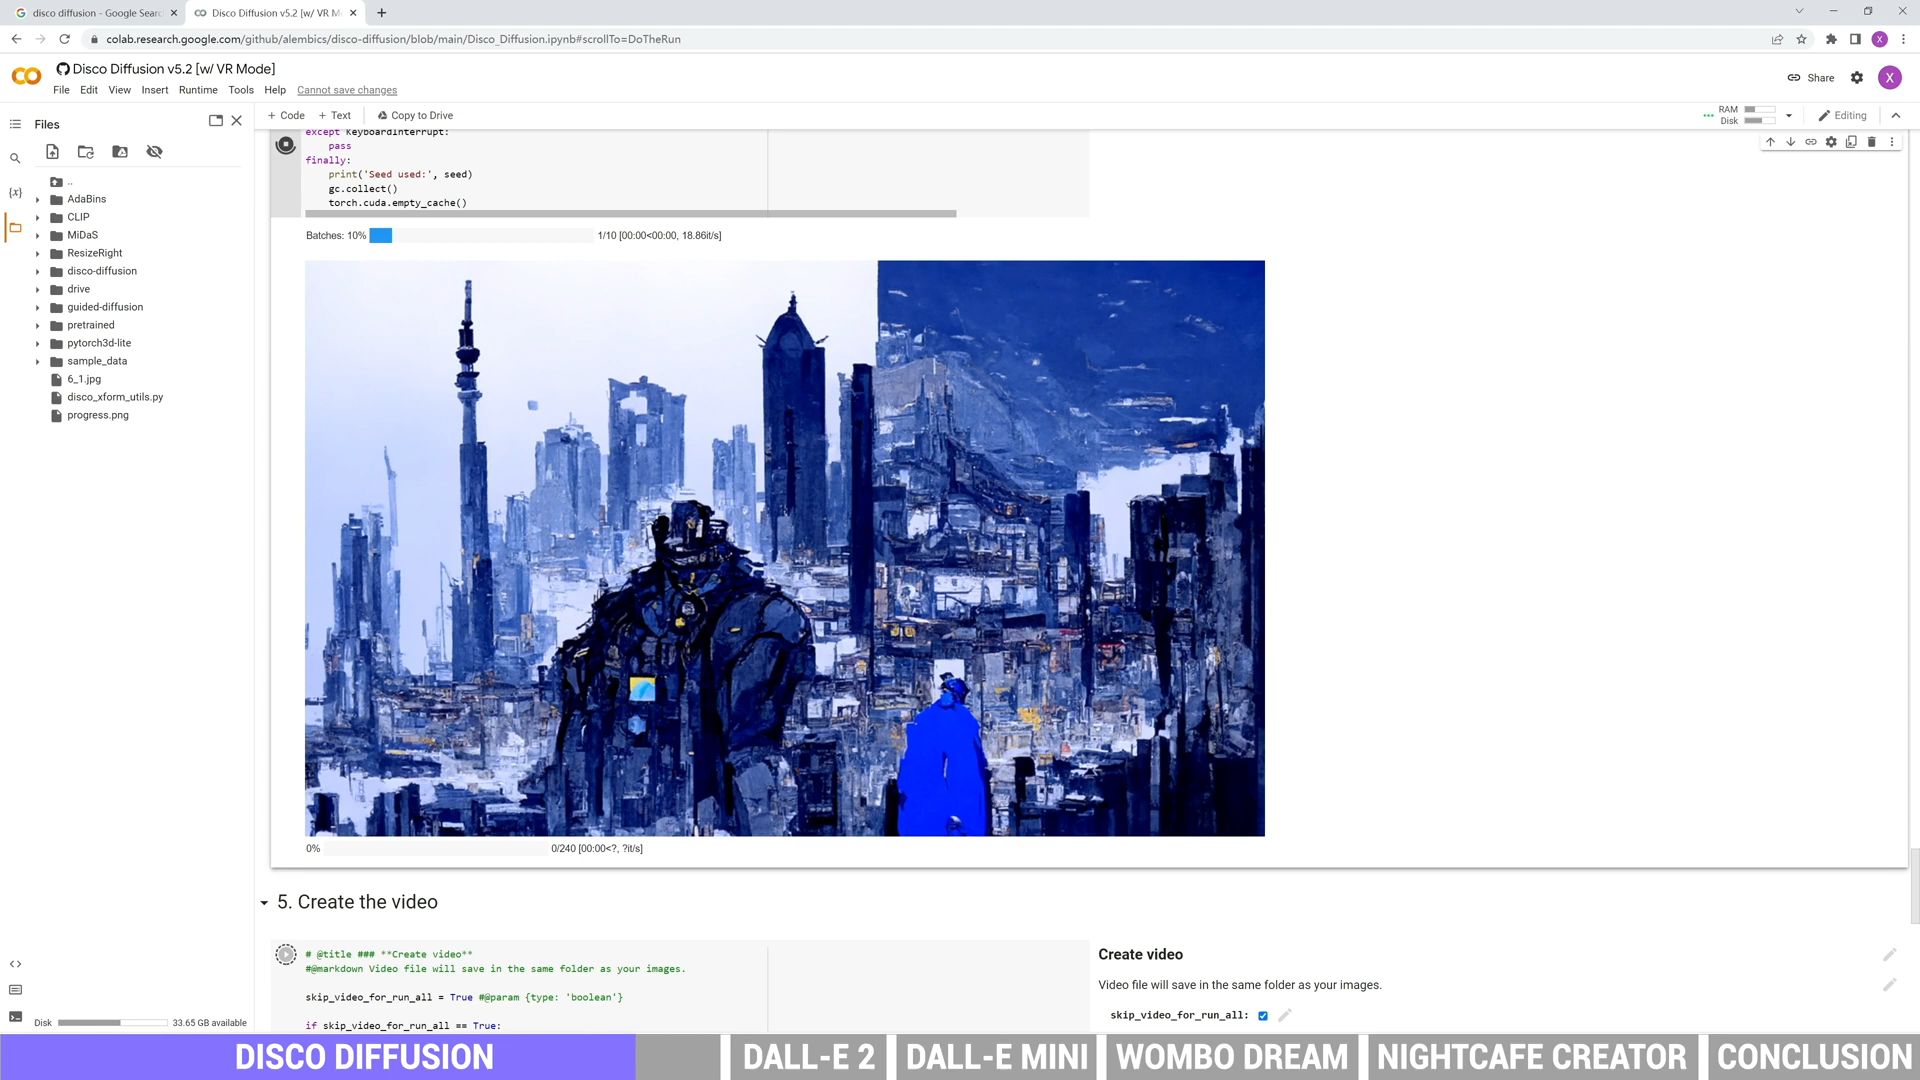 disco diffusion - Google Searc
Disco Diffusion v5.2 [w/ VR M
colab.research.google.com/github/alembics/disco-diffusion/blob/main/Disco_Diffusion.ipynb#scrollTo=DoTheRun
X
Disco Diffusion v5.2 [w/ VR Mode]
File Edit View Insert Runtime Tools Help Cannot save changes
Share
X
Files
+ Code + Text Copy to Drive
RAM
Disk
Editing
{x}
..
AdaBins
CLIP
MiDaS
ResizeRight
disco-diffusion
drive
guided-diffusion
pretrained
pytorch3d-lite
sample_data
6_1.jpg
disco_xform_utils.py
progress.png
Disk 33.65 GB available
except KeyboardInterrupt:
pass
finally:
print('Seed used:', seed)
gc.collect()
torch.cuda.empty_cache()
Batches: 10% 1/10 [00:00<00:00, 18.86it/s]
0% 0/240 [00:00<?, ?it/s]
5. Create the video
# @title ### **Create video**
#@markdown Video file will save in the same folder as your images.
skip_video_for_run_all = True #@param {type: 'boolean'}
if skip_video_for_run_all == True:
Create video
Video file will save in the same folder as your images.
skip_video_for_run_all:
DISCO DIFFUSION DALL-E 2 DALL-E MINI WOMBO DREAM NIGHTCAFE CREATOR CONCLUSION